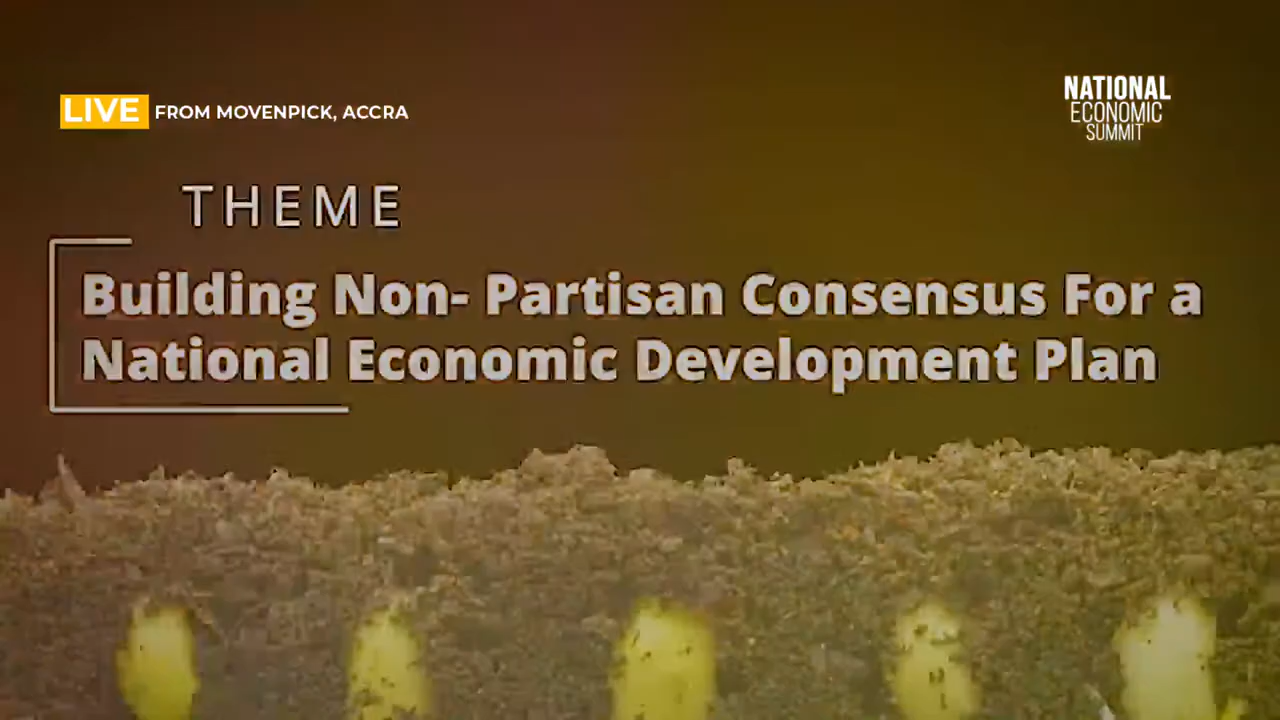 LIVE FROM MOVENPICK, ACCRA
NATIONAL
ECONOMIC
SUMMIT
THEME
Building Non- Partisan Consensus For a
National Economic Development Plan